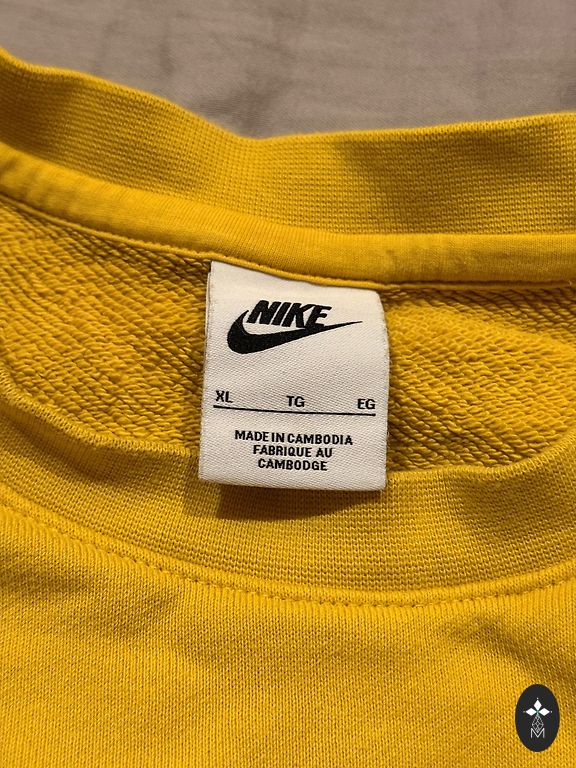 NIKE
XL TG EG
MADE IN CAMBODIA
FABRIQUE AU
CAMBODGE
M